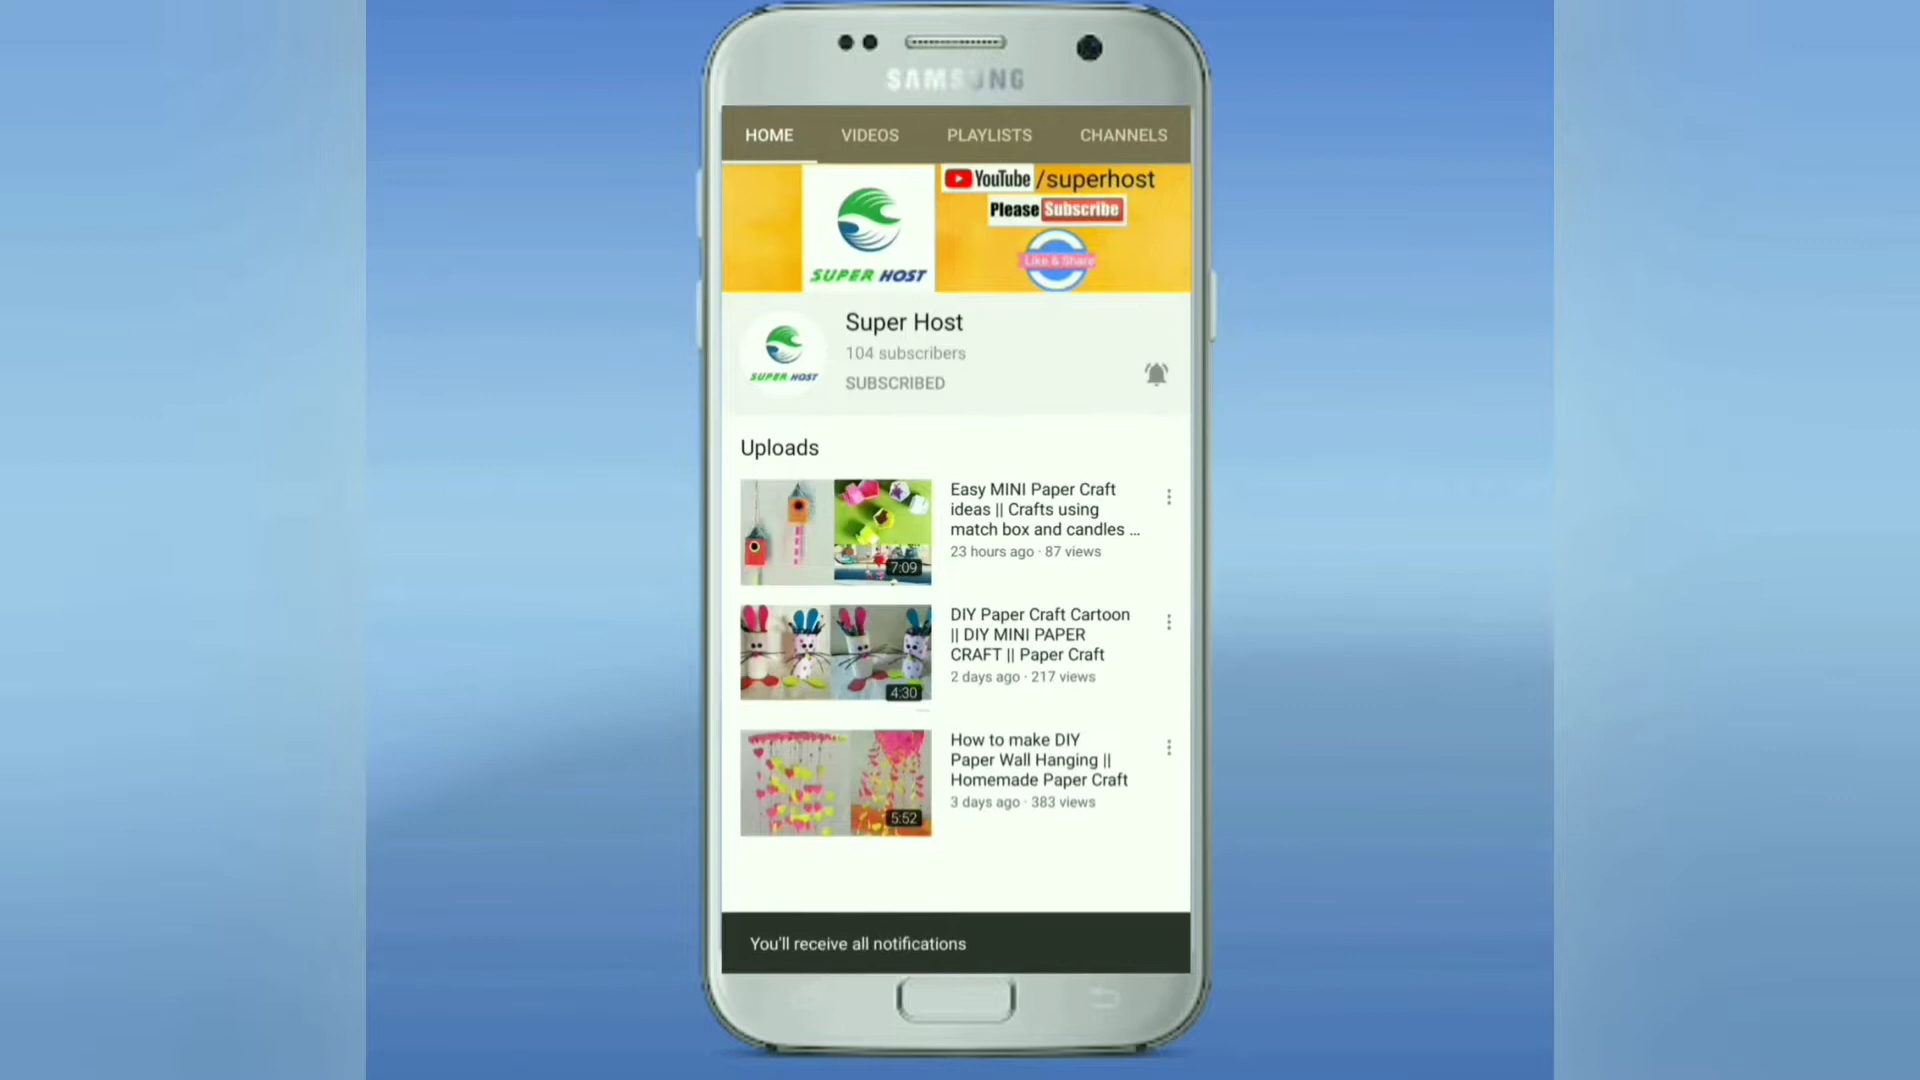 SAMSUNG
HOME VIDEOS PLAYLISTS CHANNELS
YouTube /superhost
Please Subscribe
Like & Share
SUPER HOST
Super Host
104 subscribers
SUBSCRIBED
SUPER HOST
Uploads
Easy MINI Paper Craft
ideas || Crafts using
match box and candles ...
23 hours ago · 87 views
7:09
DIY Paper Craft Cartoon
|| DIY MINI PAPER
CRAFT || Paper Craft
2 days ago · 217 views
4:30
How to make DIY
Paper Wall Hanging ||
Homemade Paper Craft
3 days ago · 383 views
5:52
You'll receive all notifications